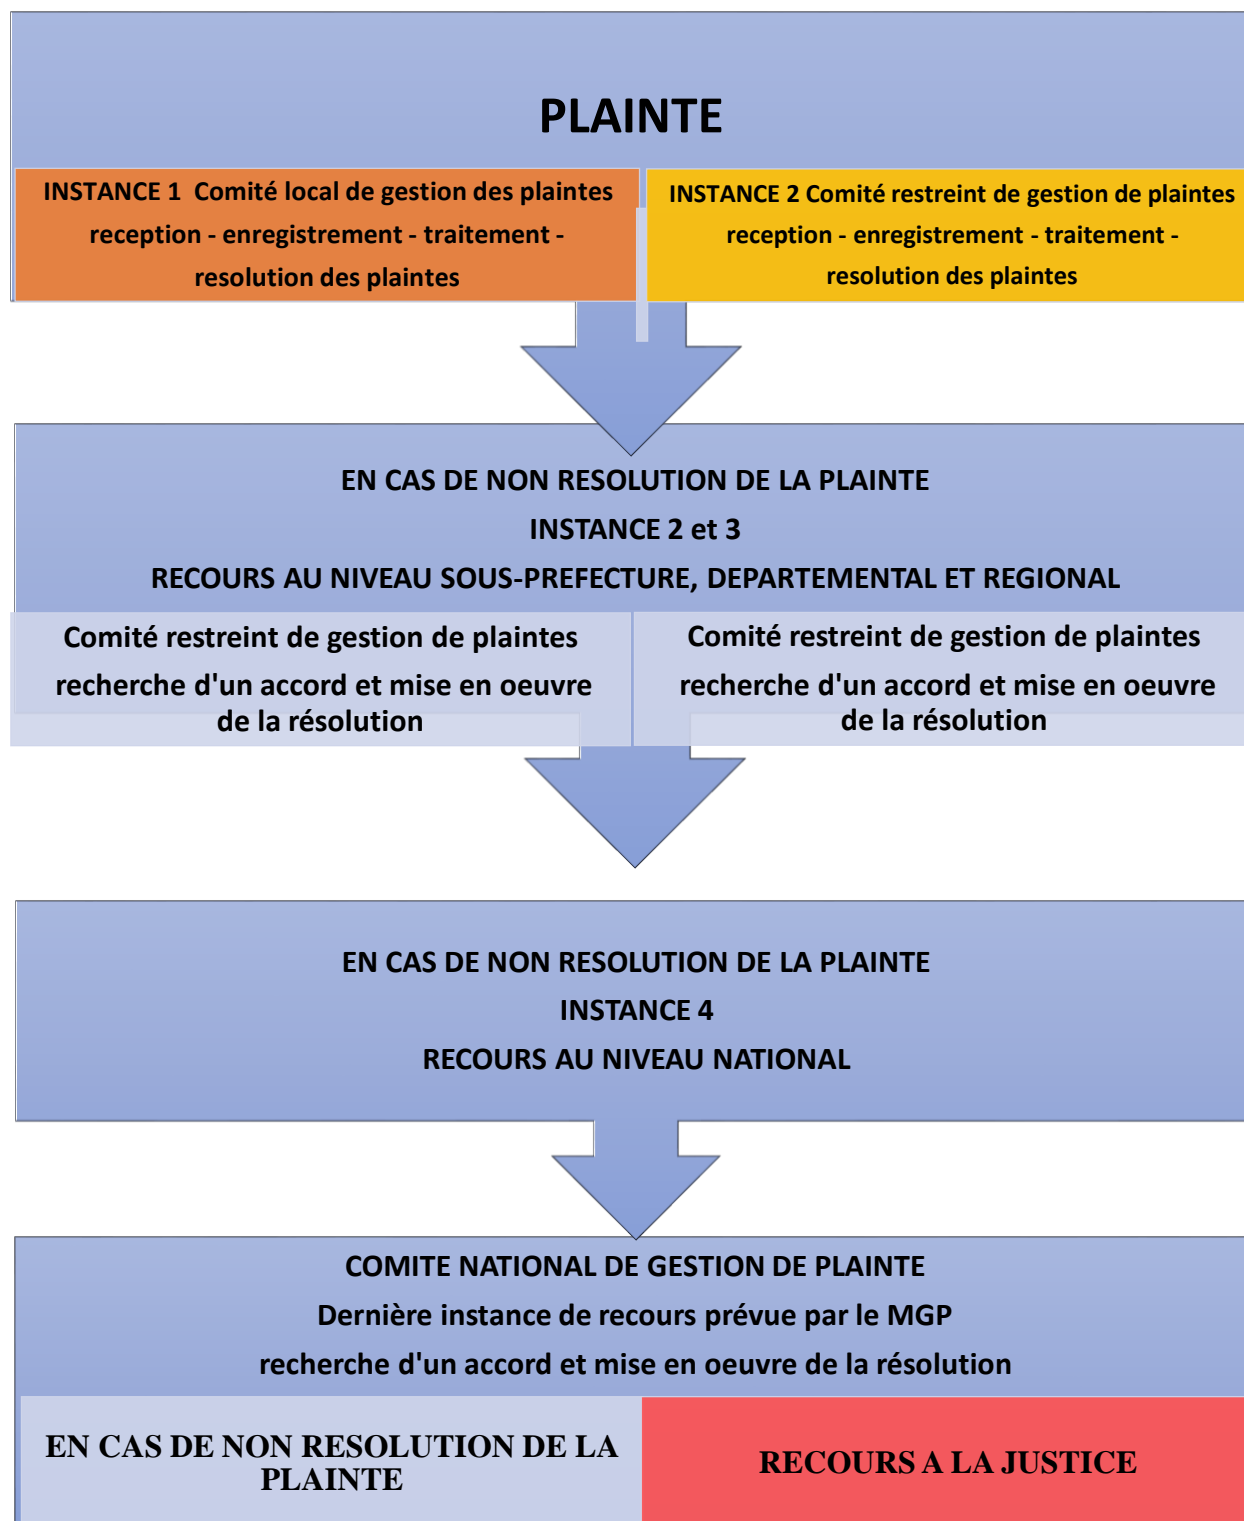 PLAINTE
INSTANCE 1 Comité local de gestion des plaintes
reception - enregistrement - traitement -
resolution des plaintes
INSTANCE 2 Comité restreint de gestion de plaintes
reception - enregistrement - traitement -
resolution des plaintes
EN CAS DE NON RESOLUTION DE LA PLAINTE
INSTANCE 2 et 3
RECOURS AU NIVEAU SOUS-PREFECTURE, DEPARTEMENTAL ET REGIONAL
Comité restreint de gestion de plaintes
recherche d'un accord et mise en oeuvre
de la résolution
Comité restreint de gestion de plaintes
recherche d'un accord et mise en oeuvre
de la résolution
EN CAS DE NON RESOLUTION DE LA PLAINTE
INSTANCE 4
RECOURS AU NIVEAU NATIONAL
COMITE NATIONAL DE GESTION DE PLAINTE
Dernière instance de recours prévue par le MGP
recherche d'un accord et mise en oeuvre de la résolution
EN CAS DE NON RESOLUTION DE LA
PLAINTE
RECOURS A LA JUSTICE